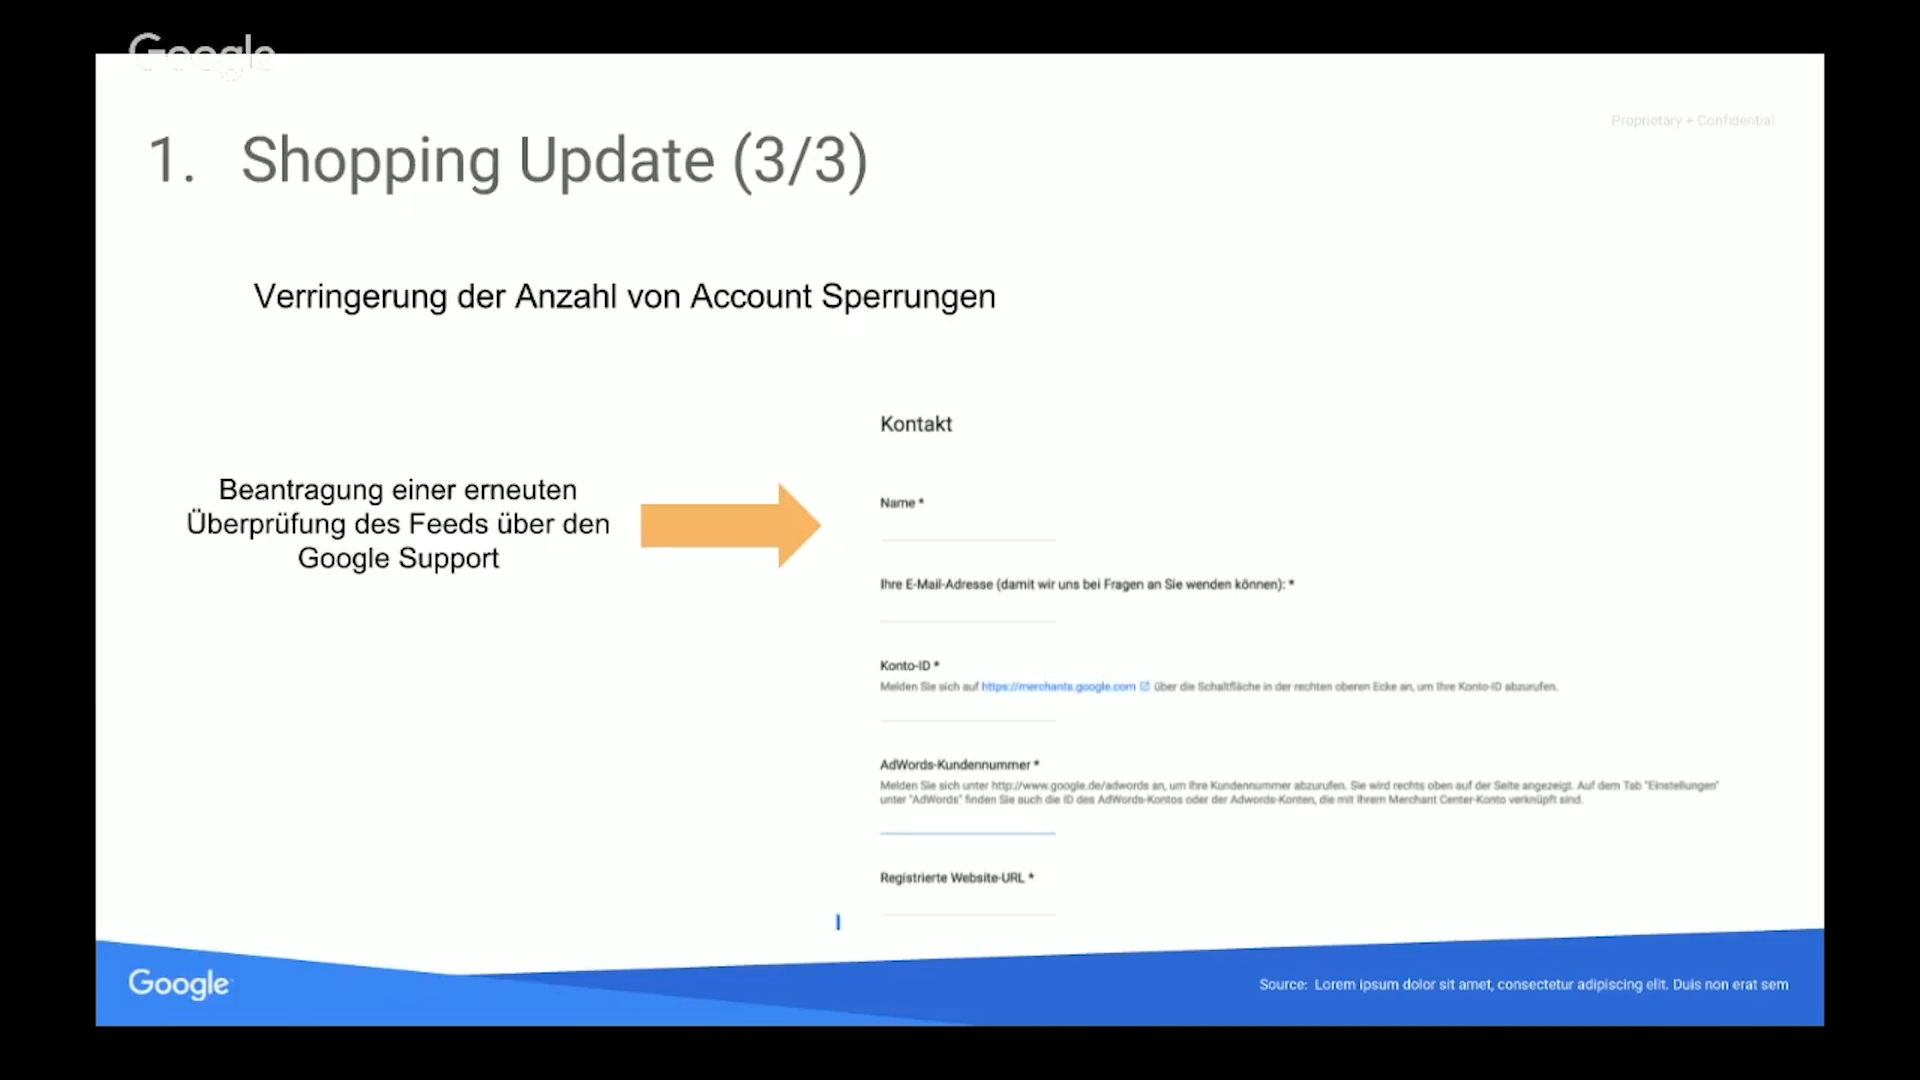 Google
Proprietary + Confidential
1. Shopping Update (3/3)
Verringerung der Anzahl von Account Sperrungen
Beantragung einer erneuten
Überprüfung des Feeds über den
Google Support
Kontakt
Name *
Ihre E-Mail-Adresse (damit wir uns bei Fragen an Sie wenden können): *
Konto-ID *
Melden Sie sich auf https://merchants.google.com über die Schaltfläche in der rechten oberen Ecke an, um Ihre Konto-ID abzurufen.
AdWords-Kundennummer *
Melden Sie sich unter http://www.google.de/adwords an, um Ihre Kundennummer abzurufen. Sie wird rechts oben auf der Seite angezeigt. Auf dem Tab "Einstellungen"
unter "AdWords" finden Sie auch die ID des AdWords-Kontos oder der Adwords-Konten, die mit Ihrem Merchant Center-Konto verknüpft sind.
Registrierte Website-URL *
Google
Source: Lorem ipsum dolor sit amet, consectetur adipiscing elit. Duis non erat sem